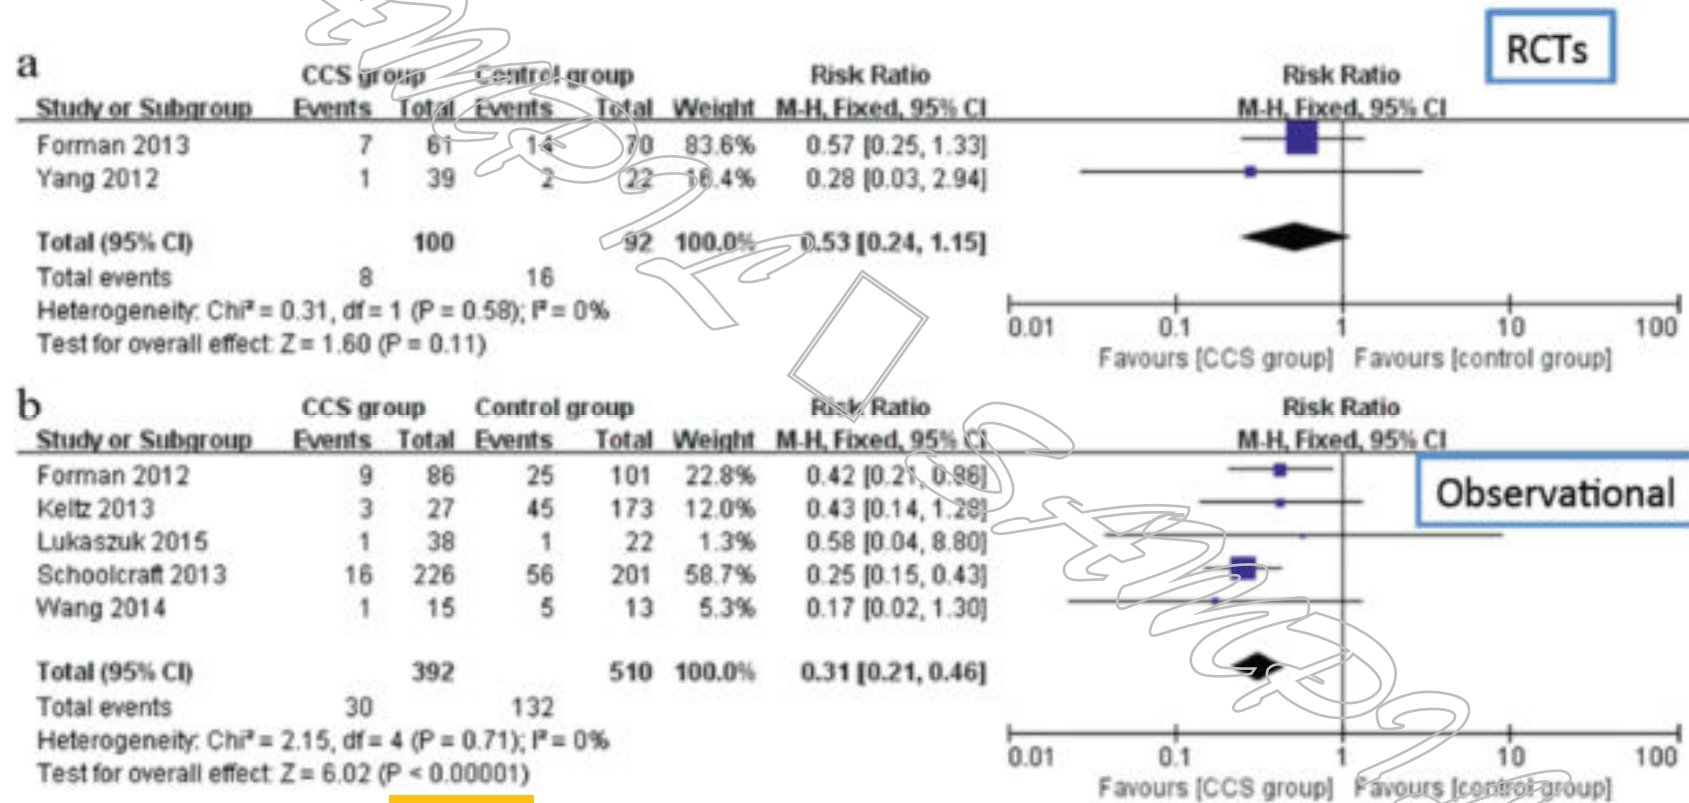 RCTs
a
CCS group Control group Risk Ratio Risk Ratio
Study or Subgroup Events Total Events Total Weight M-H, Fixed, 95% CI M-H, Fixed, 95% CI
Forman 2013 7 61 14 70 83.6% 0.57 [0.25, 1.33]
Yang 2012 1 39 2 22 16.4% 0.28 [0.03, 2.94]
Total (95% CI) 100 92 100.0% 0.53 [0.24, 1.15]
Total events 8 16
Heterogeneity: Chi² = 0.31, df = 1 (P = 0.58); I² = 0%
Test for overall effect: Z = 1.60 (P = 0.11)
0.01 0.1 1 10 100
Favours [CCS group] Favours [control group]
b
CCS group Control group Risk Ratio Risk Ratio
Study or Subgroup Events Total Events Total Weight M-H, Fixed, 95% CI M-H, Fixed, 95% CI
Observational
Forman 2012 9 86 25 101 22.8% 0.42 [0.21, 0.86]
Keltz 2013 3 27 45 173 12.0% 0.43 [0.14, 1.28]
Lukaszuk 2015 1 38 1 22 1.3% 0.58 [0.04, 8.80]
Schoolcraft 2013 16 226 56 201 58.7% 0.25 [0.15, 0.43]
Wang 2014 1 15 5 13 5.3% 0.17 [0.02, 1.30]
Total (95% CI) 392 510 100.0% 0.31 [0.21, 0.46]
Total events 30 132
Heterogeneity: Chi² = 2.15, df = 4 (P = 0.71); I² = 0%
Test for overall effect: Z = 6.02 (P < 0.00001)
0.01 0.1 1 10 100
Favours [CCS group] Favours [control group]